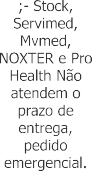 ;- Stock,
Servimed,
Mvmed,
NOXTER e Pro
Health Não
atendem o
prazo de
entrega,
pedido
emergencial.